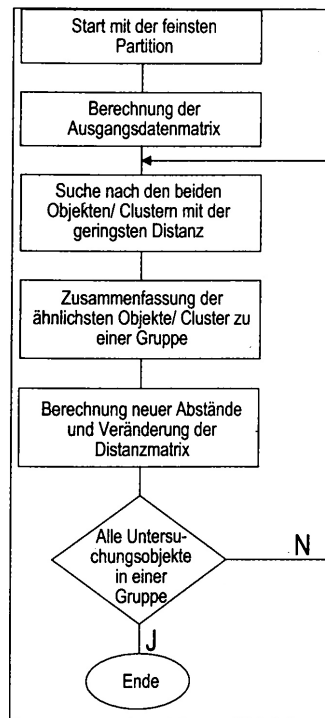 Start mit der feinsten
Partition
Berechnung der
Ausgangsdatenmatrix
Suche nach den beiden
Objekten/ Clustern mit der
geringsten Distanz
Zusammenfassung der
ähnlichsten Objekte/ Cluster zu
einer Gruppe
Berechnung neuer Abstände
und Veränderung der
Distanzmatrix
Alle Untersu-
chungsobjekte
in einer
Gruppe
N
J
Ende